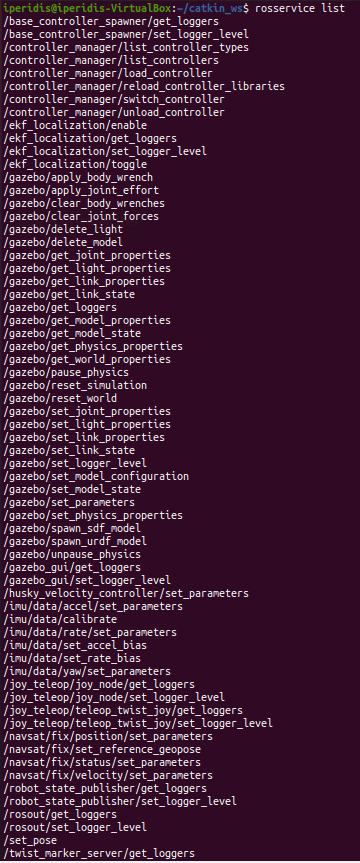 iperidis@iperidis-VirtualBox:~/catkin_ws$ rosservice list
/base_controller_spawner/get_loggers
/base_controller_spawner/set_logger_level
/controller_manager/list_controller_types
/controller_manager/list_controllers
/controller_manager/load_controller
/controller_manager/reload_controller_libraries
/controller_manager/switch_controller
/controller_manager/unload_controller
/ekf_localization/enable
/ekf_localization/get_loggers
/ekf_localization/set_logger_level
/ekf_localization/toggle
/gazebo/apply_body_wrench
/gazebo/apply_joint_effort
/gazebo/clear_body_wrenches
/gazebo/clear_joint_forces
/gazebo/delete_light
/gazebo/delete_model
/gazebo/get_joint_properties
/gazebo/get_light_properties
/gazebo/get_link_properties
/gazebo/get_link_state
/gazebo/get_loggers
/gazebo/get_model_properties
/gazebo/get_model_state
/gazebo/get_physics_properties
/gazebo/get_world_properties
/gazebo/pause_physics
/gazebo/reset_simulation
/gazebo/reset_world
/gazebo/set_joint_properties
/gazebo/set_light_properties
/gazebo/set_link_properties
/gazebo/set_link_state
/gazebo/set_logger_level
/gazebo/set_model_configuration
/gazebo/set_model_state
/gazebo/set_parameters
/gazebo/set_physics_properties
/gazebo/spawn_sdf_model
/gazebo/spawn_urdf_model
/gazebo/unpause_physics
/gazebo_gui/get_loggers
/gazebo_gui/set_logger_level
/husky_velocity_controller/set_parameters
/imu/data/accel/set_parameters
/imu/data/calibrate
/imu/data/rate/set_parameters
/imu/data/set_accel_bias
/imu/data/set_rate_bias
/imu/data/yaw/set_parameters
/joy_teleop/joy_node/get_loggers
/joy_teleop/joy_node/set_logger_level
/joy_teleop/teleop_twist_joy/get_loggers
/joy_teleop/teleop_twist_joy/set_logger_level
/navsat/fix/position/set_parameters
/navsat/fix/set_reference_geopose
/navsat/fix/status/set_parameters
/navsat/fix/velocity/set_parameters
/robot_state_publisher/get_loggers
/robot_state_publisher/set_logger_level
/rosout/get_loggers
/rosout/set_logger_level
/set_pose
/twist_marker_server/get_loggers